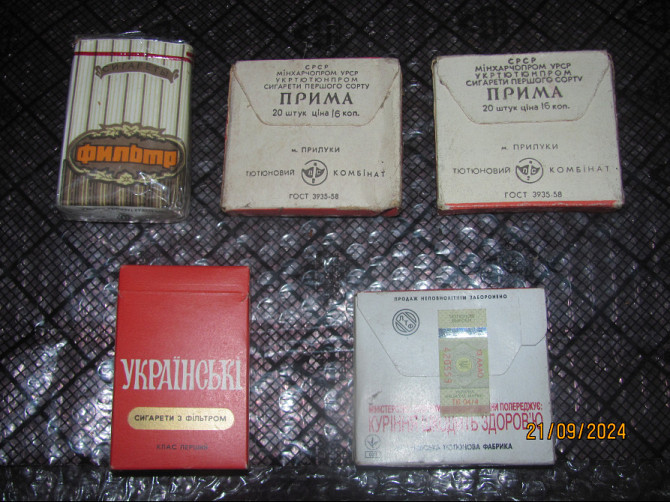 СИГАРЕТЫ
Фильтр
СРСР
МІНХАРЧОПРОМ УРСР
УКРТЮТЮНПРОМ
СИГАРЕТИ ПЕРШОГО СОРТУ
ПРИМА
20 штук ціна 16 коп.
м. ПРИЛУКИ
ТЮТЮНОВИЙ КОМБІНАТ
ГОСТ 3935-58
СРСР
МІНХАРЧОПРОМ УРСР
УКРТЮТЮНПРОМ
СИГАРЕТИ ПЕРШОГО СОРТУ
ПРИМА
20 штук ціна 16 коп.
м. ПРИЛУКИ
ТЮТЮНОВИЙ КОМБІНАТ
ГОСТ 3935-58
УКРАЇНСЬКІ
СИГАРЕТИ З ФІЛЬТРОМ
КЛАС ПЕРШИЙ
ПРОДАЖ НЕПОВНОЛІТНІМ ЗАБОРОНЕНО
ПОПЕРЕДЖУЄ:
КУРІННЯ ЗДОРОВ'Ю
ФАБРИКА
21/09/2024